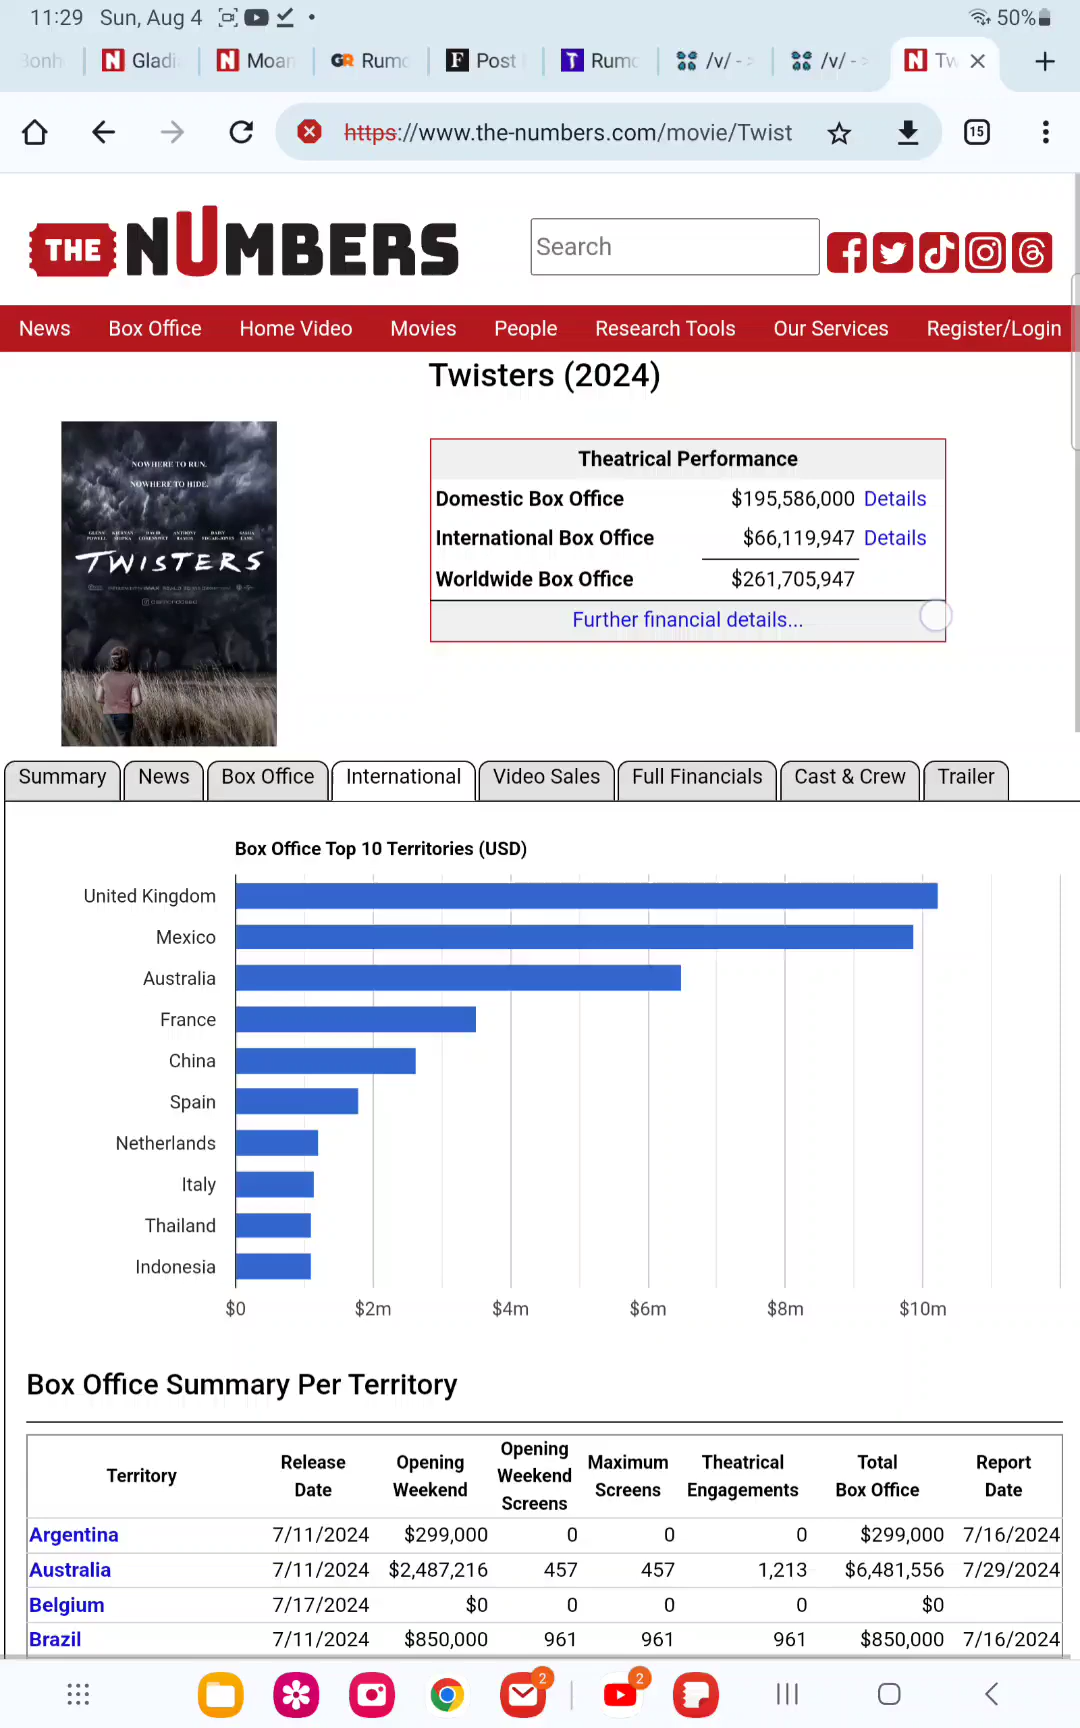 11:29 Sun, Aug 4 50%
Bonh Gladi Moan Rumo Post Rumo /v/ - /v/ - Tw
https://www.the-numbers.com/movie/Twist 15
THE NUMBERS
Search
News Box Office Home Video Movies People Research Tools Our Services Register/Login
Twisters (2024)
NOWHERE TO RUN.
NOWHERE TO HIDE.
TWISTERS
Theatrical Performance
Domestic Box Office $195,586,000 Details
International Box Office $66,119,947 Details
Worldwide Box Office $261,705,947
Further financial details...
Summary News Box Office International Video Sales Full Financials Cast & Crew Trailer
Box Office Top 10 Territories (USD)
United Kingdom
Mexico
Australia
France
China
Spain
Netherlands
Italy
Thailand
Indonesia
$0 $2m $4m $6m $8m $10m
Box Office Summary Per Territory
Territory Release Date Opening Weekend Opening Weekend Screens Maximum Screens Theatrical Engagements Total Box Office Report Date
Argentina 7/11/2024 $299,000 0 0 0 $299,000 7/16/2024
Australia 7/11/2024 $2,487,216 457 457 1,213 $6,481,556 7/29/2024
Belgium 7/17/2024 $0 0 0 0 $0
Brazil 7/11/2024 $850,000 961 961 961 $850,000 7/16/2024
2 2